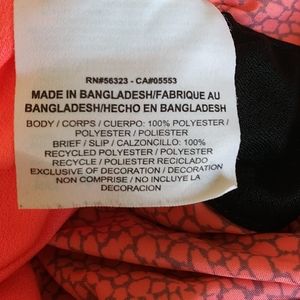 RN#56323 - CA#05553
MADE IN BANGLADESH/FABRIQUE AU
BANGLADESH/HECHO EN BANGLADESH
BODY / CORPS / CUERPO: 100% POLYESTER /
POLYESTER / POLIESTER
BRIEF / SLIP / CALZONCILLO: 100%
RECYCLED POLYESTER / POLYESTER
RECYCLE / POLIESTER RECICLADO
EXCLUSIVE OF DECORATION / DECORATION
NON COMPRISE / NO INCLUYE LA
DECORACION